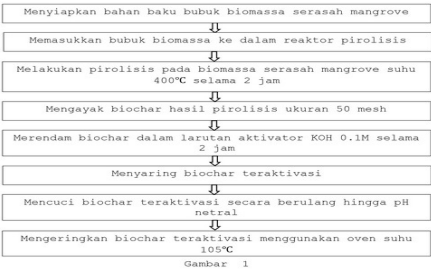 Menyiapkan bahan baku bubuk biomassa serasah mangrove
Memasukkan bubuk biomassa ke dalam reaktor pirolisis
Melakukan pirolisis pada biomassa serasah mangrove suhu
400℃ selama 2 jam
Mengayak biochar hasil pirolisis ukuran 50 mesh
Merendam biochar dalam larutan aktivator KOH 0.1M selama
2 jam
Menyaring biochar teraktivasi
Mencuci biochar teraktivasi secara berulang hingga pH
netral
Mengeringkan biochar teraktivasi menggunakan oven suhu
105℃
Gambar 1